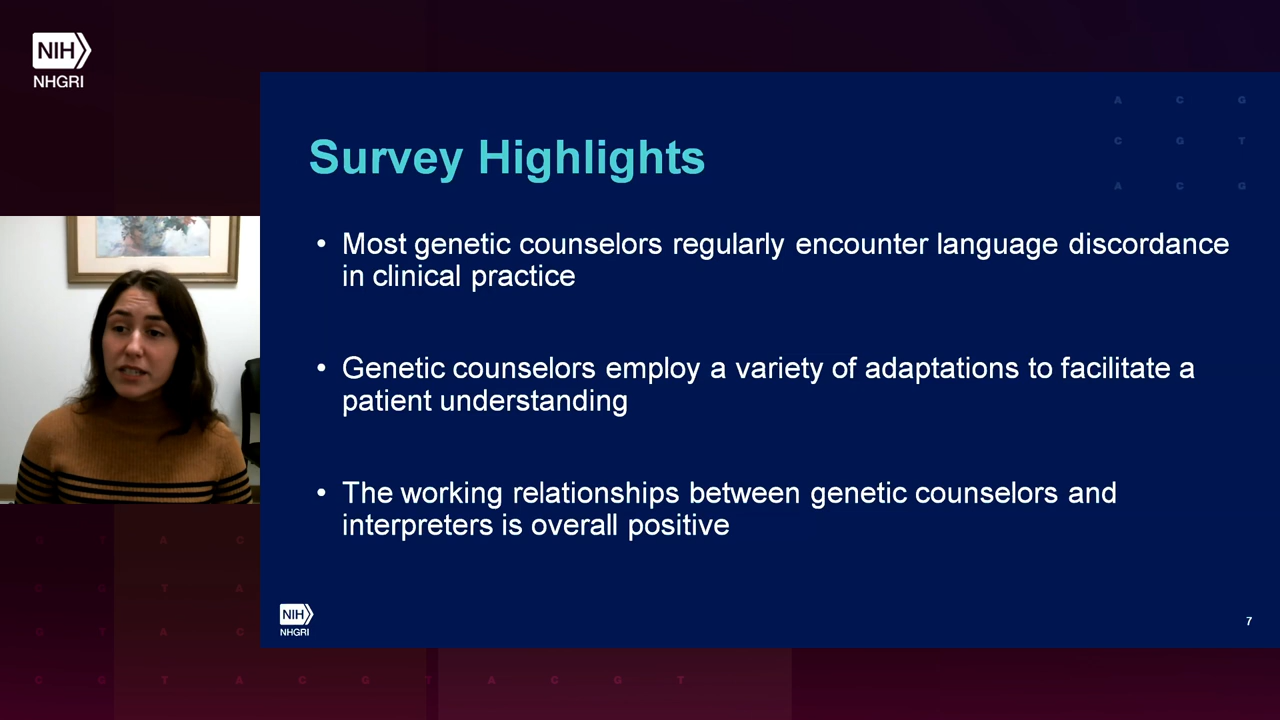 NIH
NHGRI
A C G
C G T
A C G
Survey Highlights
• Most genetic counselors regularly encounter language discordance
in clinical practice
• Genetic counselors employ a variety of adaptations to facilitate a
patient understanding
• The working relationships between genetic counselors and
interpreters is overall positive
NIH
NHGRI
7
G T A C
G G T A
G T A C
G G T A C G T A C G T